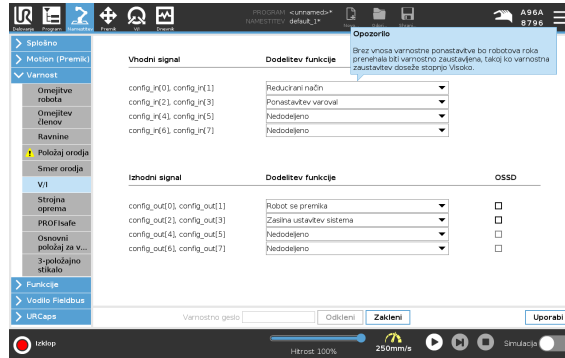 PROGRAM <unnamed>*
NAMESTITEV default_1*
A96A
8796
Program
Namestitev
Premik
V/I
Dnevnik
Opozorilo
Brez vnosa varnostne ponastavitve bo robotova roka
prenehala biti varnostno zaustavljena, takoj ko varnostna
zaustavitev doseže stopnjo Visoko.
Splošno
Motion (Premik)
Varnost
Omejitve
robota
Omejitev
členov
Ravnine
Položaj orodja
Smer orodja
V/I
Strojna
oprema
PROFIsafe
Osnovni
položaj za v...
3-položajno
stikalo
Funkcije
Vodilo Fieldbus
URCaps
Vhodni signal Dodelitev funkcije
config_in[0], config_in[1] Reducirani način
config_in[2], config_in[3] Ponastavitev varoval
config_in[4], config_in[5] Nedodeljeno
config_in[6], config_in[7] Nedodeljeno
Izhodni signal Dodelitev funkcije OSSD
config_out[0], config_out[1] Robot se premika
config_out[2], config_out[3] Zasilna ustavitev sistema
config_out[4], config_out[5] Nedodeljeno
config_out[6], config_out[7] Nedodeljeno
Varnostno geslo Odkleni Zakleni Uporabi
Izklop
Hitrost 100%
250mm/s
Simulacija